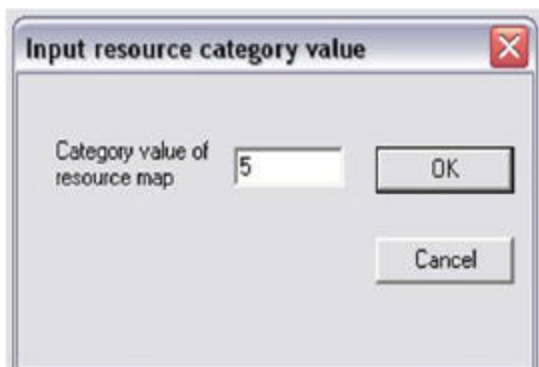 Input resource category value
Category value of
resource map
5
OK
Cancel